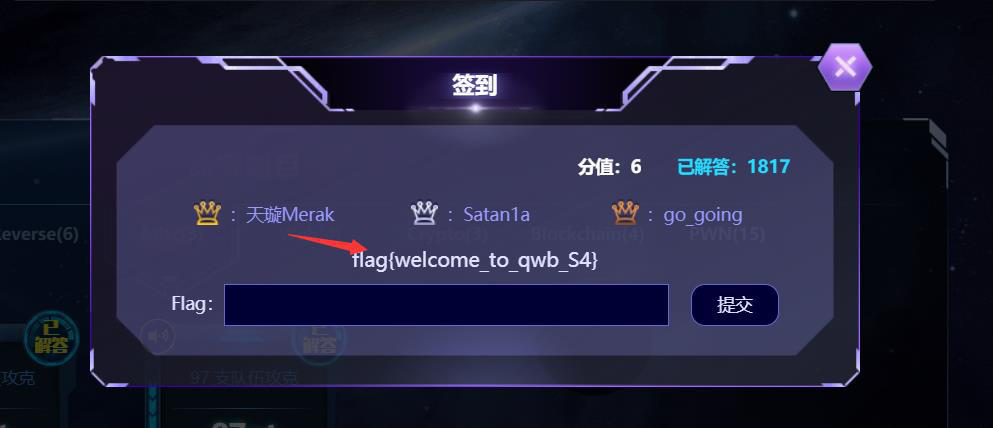 签到
分值：6 已解答：1817
：天璇Merak ：Satan1a ：go_going
everse(6) Crypto(3) Blockchain(4) PWN(15)
flag{welcome_to_qwb_S4}
Flag: 提交
已解答 已解答
攻克 97 支队伍攻克